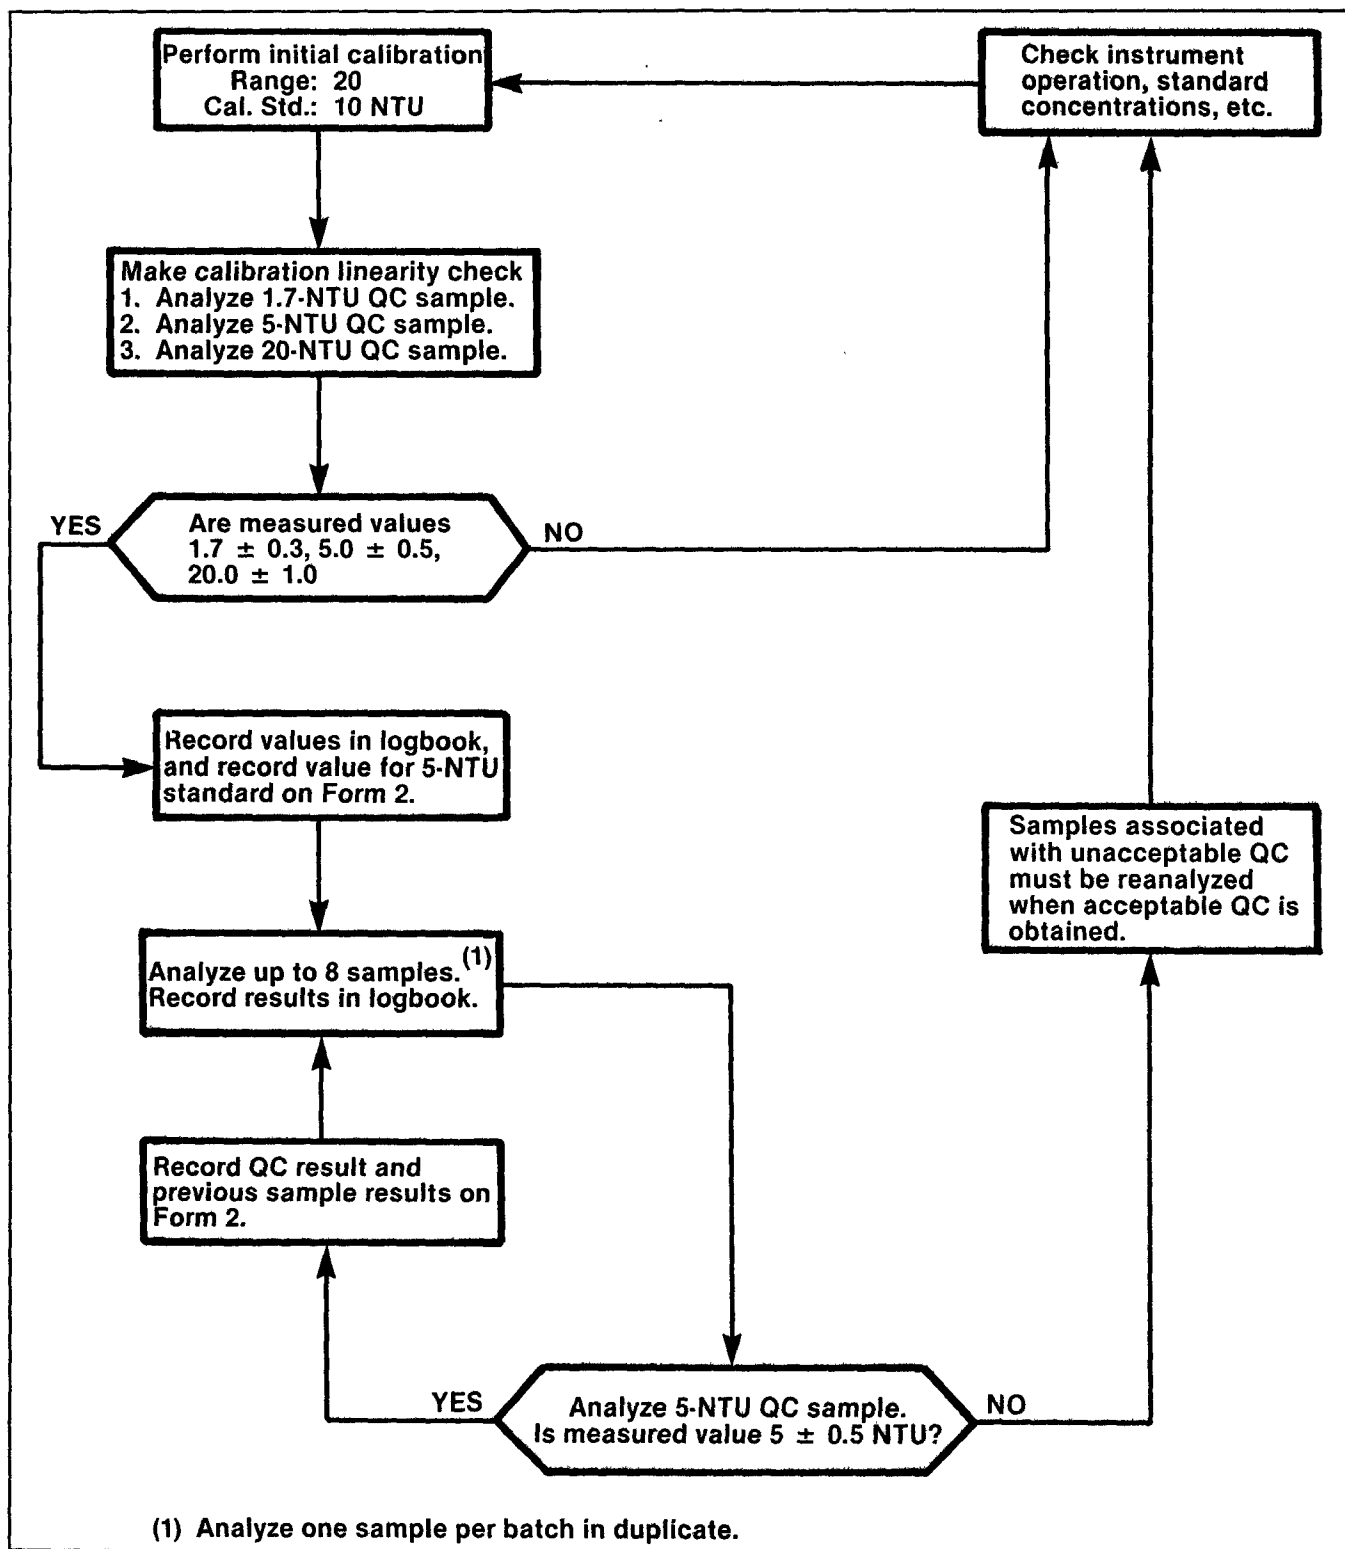 Perform initial calibration
Range: 20
Cal. Std.: 10 NTU
Check instrument
operation, standard
concentrations, etc.
Make calibration linearity check
1. Analyze 1.7-NTU QC sample.
2. Analyze 5-NTU QC sample.
3. Analyze 20-NTU QC sample.
YES
Are measured values
1.7 ± 0.3, 5.0 ± 0.5,
20.0 ± 1.0
NO
Record values in logbook,
and record value for 5-NTU
standard on Form 2.
Samples associated
with unacceptable QC
must be reanalyzed
when acceptable QC is
obtained.
Analyze up to 8 samples.(1)
Record results in logbook.
Record QC result and
previous sample results on
Form 2.
YES
Analyze 5-NTU QC sample.
Is measured value 5 ± 0.5 NTU?
NO
(1) Analyze one sample per batch in duplicate.